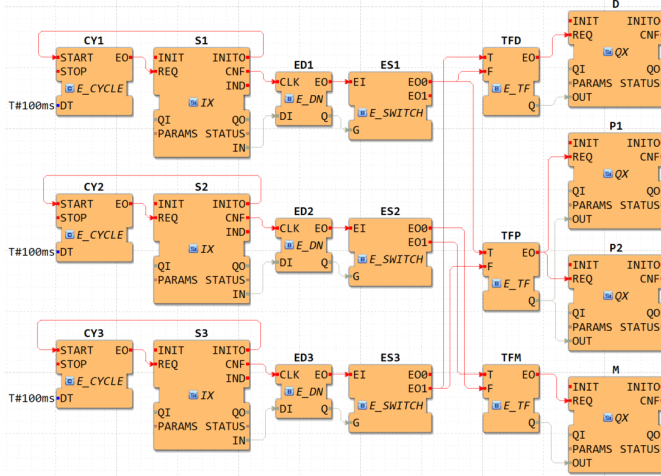 CY1
START EO
STOP
E_CYCLE
T#100ms DT
S1
INIT INITO
REQ CNF
IND
IX
QI QO
PARAMS STATUS
IN
ED1
CLK EO
E_DN
DI Q
ES1
EI EO0
EO1
E_SWITCH
G
TFD
T EO
F
E_TF
Q
D
INIT INITO
REQ CNF
QX
QI QO
PARAMS STATUS
OUT
P1
INIT INITO
REQ CNF
QX
QI QO
PARAMS STATUS
OUT
CY2
START EO
STOP
E_CYCLE
T#100ms DT
S2
INIT INITO
REQ CNF
IND
IX
QI QO
PARAMS STATUS
IN
ED2
CLK EO
E_DN
DI Q
ES2
EI EO0
EO1
E_SWITCH
G
TFP
T EO
F
E_TF
Q
P2
INIT INITO
REQ CNF
QX
QI QO
PARAMS STATUS
OUT
CY3
START EO
STOP
E_CYCLE
T#100ms DT
S3
INIT INITO
REQ CNF
IND
IX
QI QO
PARAMS STATUS
IN
ED3
CLK EO
E_DN
DI Q
ES3
EI EO0
EO1
E_SWITCH
G
TFM
T EO
F
E_TF
Q
M
INIT INITO
REQ CNF
QX
QI QO
PARAMS STATUS
OUT